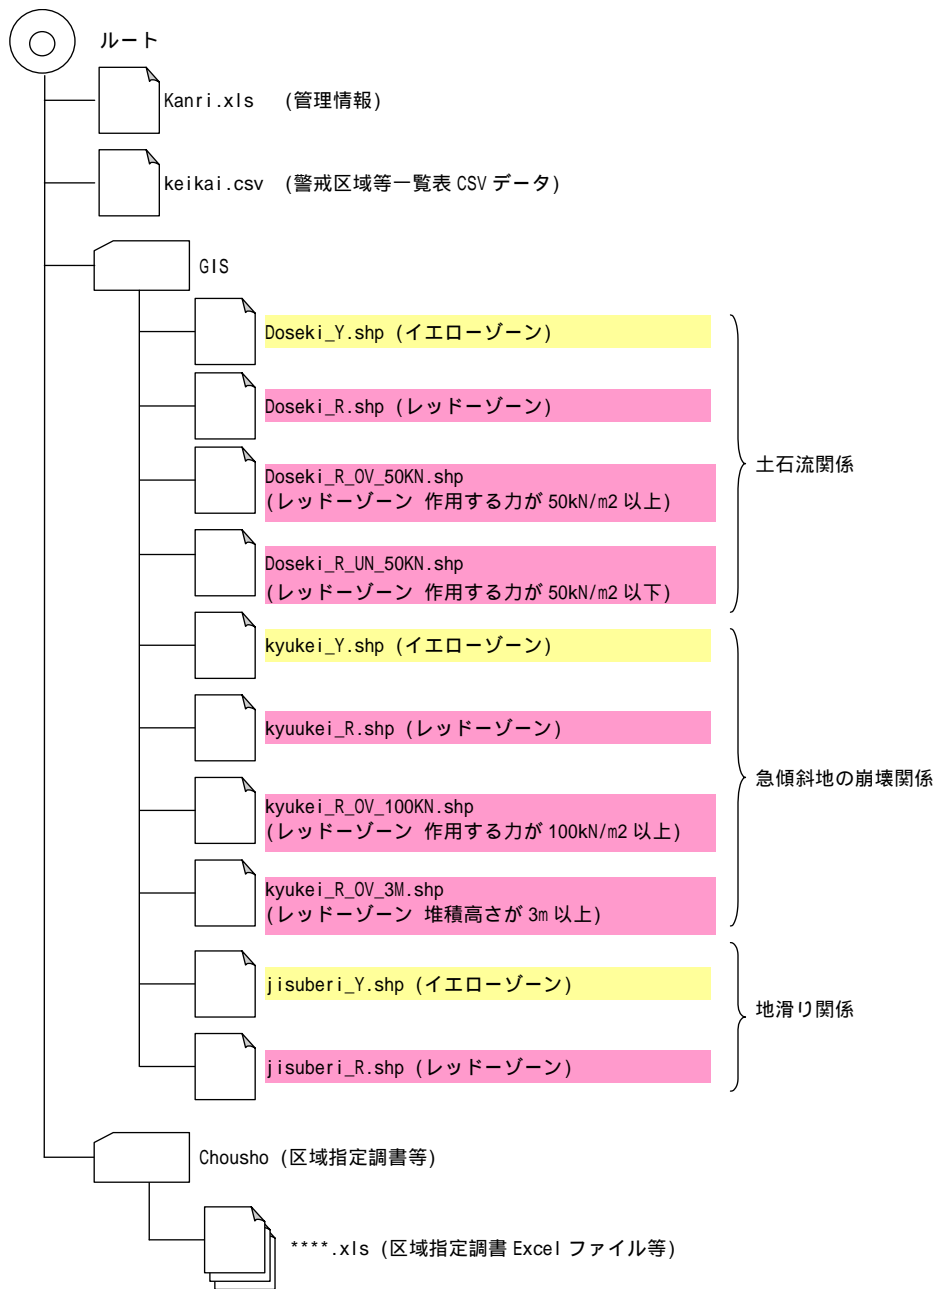 ルート
Kanri.xls (管理情報)
keikai.csv (警戒区域等一覧表 CSV データ)
GIS
Doseki_Y.shp (イエローゾーン)
Doseki_R.shp (レッドーゾーン)
Doseki_R_OV_50KN.shp
(レッドーゾーン 作用する力が 50kN/m2 以上)
土石流関係
Doseki_R_UN_50KN.shp
(レッドーゾーン 作用する力が 50kN/m2 以下)
kyukei_Y.shp (イエローゾーン)
kyuukei_R.shp (レッドーゾーン)
急傾斜地の崩壊関係
kyukei_R_OV_100KN.shp
(レッドーゾーン 作用する力が 100kN/m2 以上)
kyukei_R_OV_3M.shp
(レッドーゾーン 堆積高さが 3m 以上)
jisuberi_Y.shp (イエローゾーン)
地滑り関係
jisuberi_R.shp (レッドーゾーン)
Chousho (区域指定調書等)
****.xls (区域指定調書 Excel ファイル等)